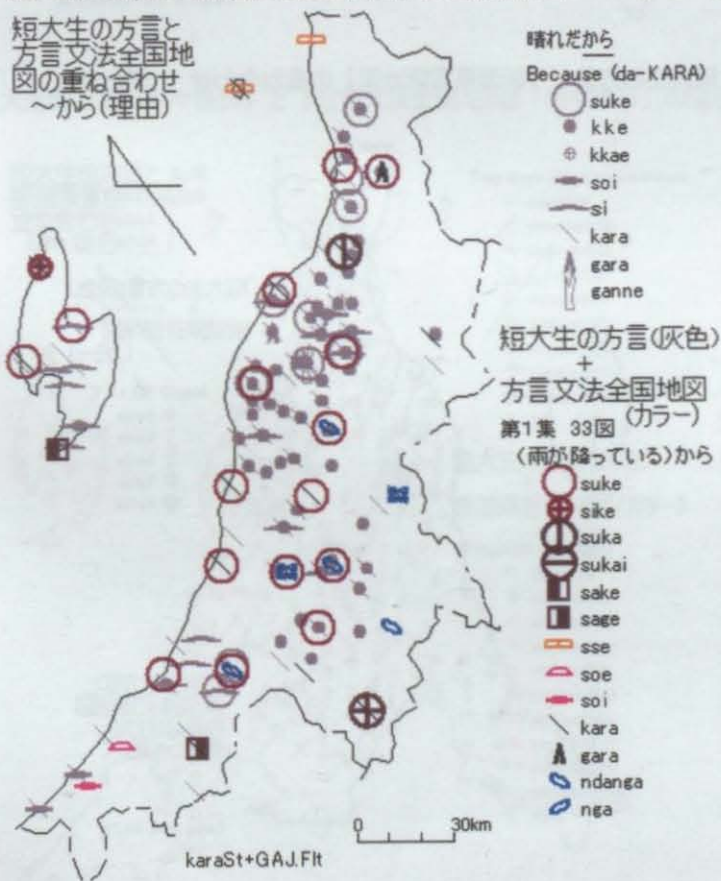 短大生の方言と
方言文法全国地
図の重ね合わせ
～から(理由)
晴れだから
Because (da-KARA)
suke
kke
kkae
soi
si
kara
gara
ganne
短大生の方言(灰色)
+
方言文法全国地図
(カラー)
第1集 33図
(雨が降っている)から
suke
sike
suka
sukai
sake
sage
sse
soe
soi
kara
gara
ndanga
nga
0 30km
karaSt+GAJ.Flt